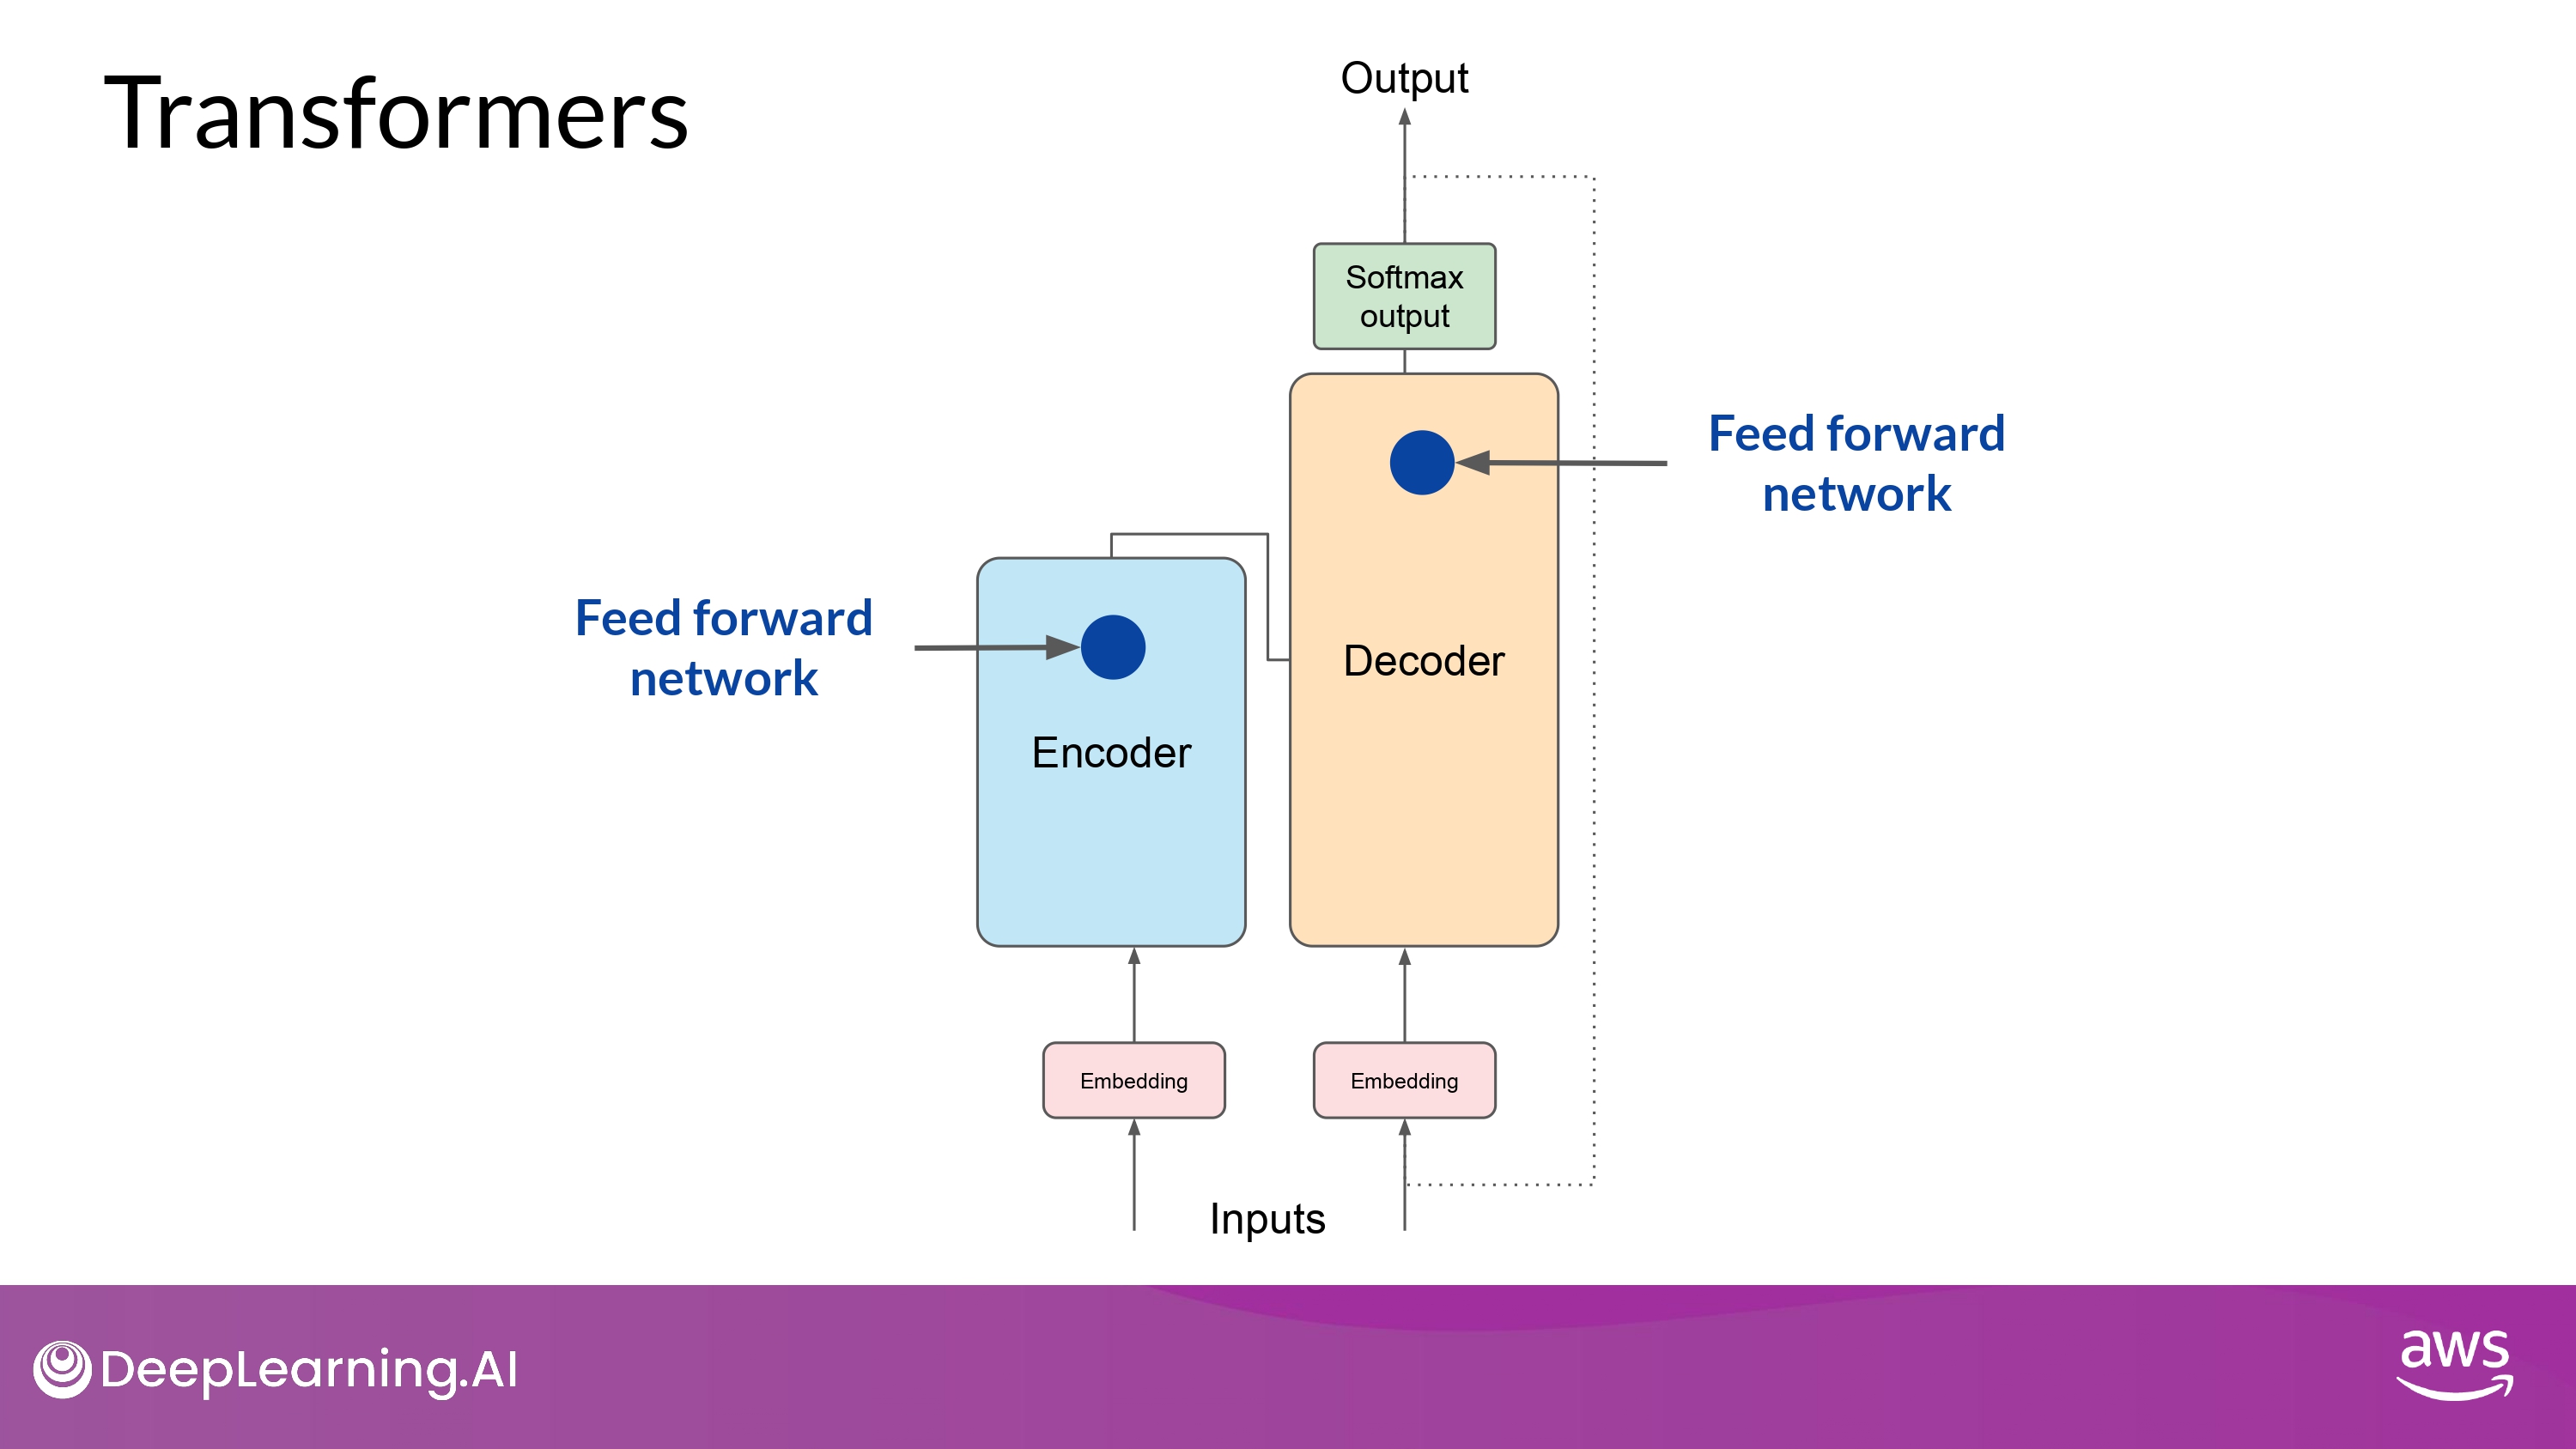 Transformers
Output
Softmax
output
Feed forward
network
Feed forward
network
Decoder
Encoder
Embedding
Embedding
Inputs
DeepLearning.AI
aws